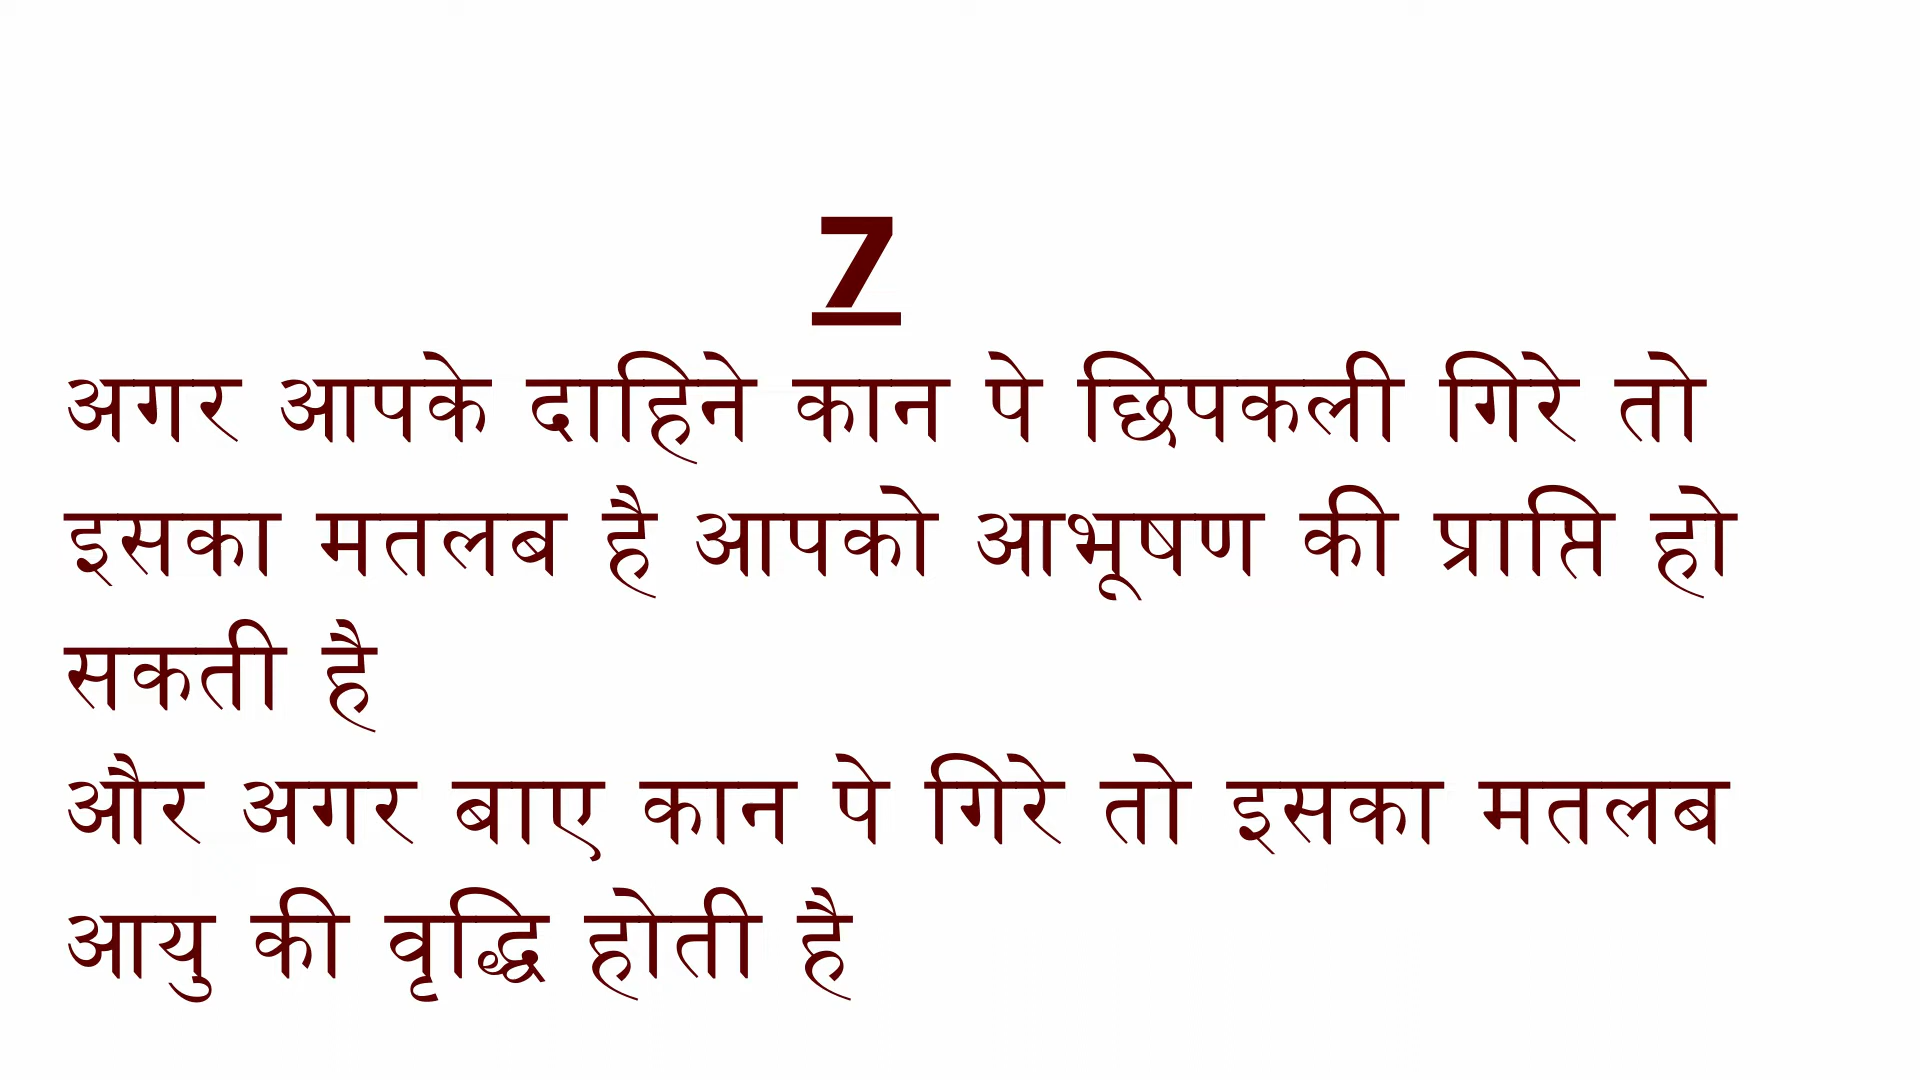 7
अगर आपके दाहिने कान पे छिपकली गिरे तो
इसका मतलब है आपको आभूषण की प्राप्ति हो
सकती है
और अगर बाए कान पे गिरे तो इसका मतलब
आयु की वृद्धि होती है